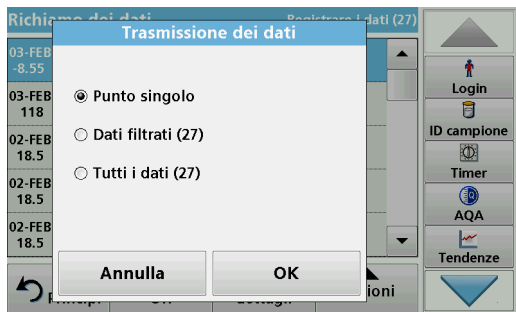 Richiamo dei dati Registrare i dati (27)
Trasmissione dei dati
03-FEB
-8.55
03-FEB
118
02-FEB
18.5
02-FEB
18.5
02-FEB
18.5
Punto singolo
Dati filtrati (27)
Tutti i dati (27)
Annulla OK
Login
ID campione
Timer
AQA
Tendenze